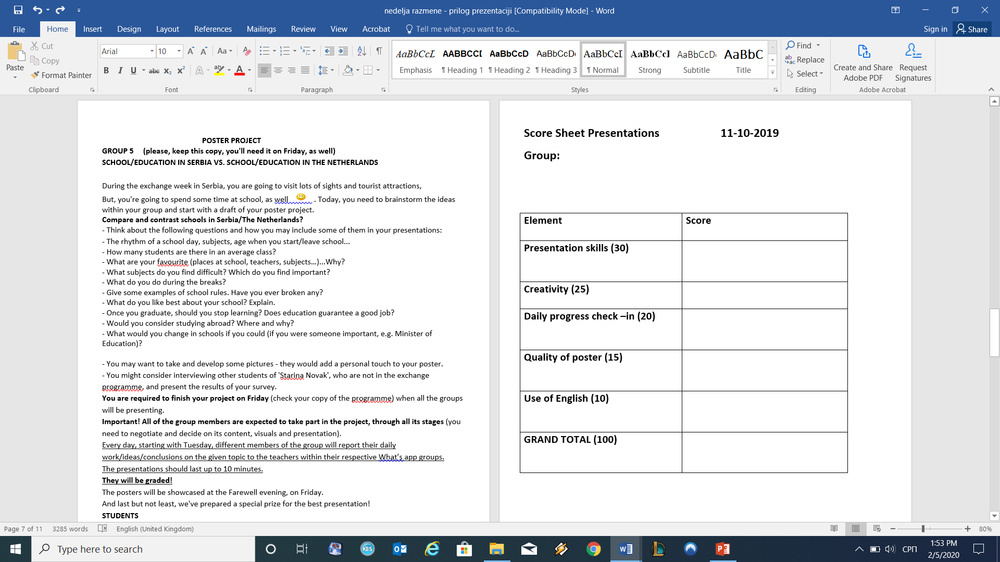 nedelja razmene - prilog prezentaciji [Compatibility Mode] - Word
File Home Insert Design Layout References Mailings Review View Acrobat Tell me what you want to do... Sign in Share
Paste
Cut
Copy
Format Painter
Clipboard
Arial 10
Font
Paragraph
AaBbCcL AABBCCI AaBbCcD AaBbCcDc AaBbCcI AaBbCcI AaBbCcDc AaBbC
Emphasis ¶ Heading 1 ¶ Heading 2 ¶ Heading 3 ¶ Normal Strong Subtitle Title
Styles
Find
Replace
Select
Editing
Create and Share Adobe PDF
Request Signatures
Adobe Acrobat
POSTER PROJECT
GROUP 5 (please, keep this copy, you'll need it on Friday, as well)
SCHOOL/EDUCATION IN SERBIA VS. SCHOOL/EDUCATION IN THE NETHERLANDS
During the exchange week in Serbia, you are going to visit lots of sights and tourist attractions,
But, you're going to spend some time at school, as well . Today, you need to brainstorm the ideas
within your group and start with a draft of your poster project.
Compare and contrast schools in Serbia/The Netherlands?
- Think about the following questions and how you may include some of them in your presentations:
- The rhythm of a school day, subjects, age when you start/leave school...
- How many students are there in an average class?
- What are your favourite (places at school, teachers, subjects…)...Why?
- What subjects do you find difficult? Which do you find important?
- What do you do during the breaks?
- Give some examples of school rules. Have you ever broken any?
- What do you like best about your school? Explain.
- Once you graduate, should you stop learning? Does education guarantee a good job?
- Would you consider studying abroad? Where and why?
- What would you change in schools if you could (if you were someone important, e.g. Minister of
Education)?
- You may want to take and develop some pictures - they would add a personal touch to your poster.
- You might consider interviewing other students of 'Starina Novak', who are not in the exchange
programme, and present the results of your survey.
You are required to finish your project on Friday (check your copy of the programme) when all the groups
will be presenting.
Important! All of the group members are expected to take part in the project, through all its stages (you
need to negotiate and decide on its content, visuals and presentation).
Every day, starting with Tuesday, different members of the group will report their daily
work/ideas/conclusions on the given topic to the teachers within their respective What’s app groups.
The presentations should last up to 10 minutes.
They will be graded!
The posters will be showcased at the Farewell evening, on Friday.
And last but not least, we've prepared a special prize for the best presentation!
STUDENTS
Score Sheet Presentations 11-10-2019
Group:
Element Score
Presentation skills (30)
Creativity (25)
Daily progress check –in (20)
Quality of poster (15)
Use of English (10)
GRAND TOTAL (100)
Page 7 of 11 3285 words English (United Kingdom) 80%
Type here to search
СРП
1:53 PM
2/5/2020